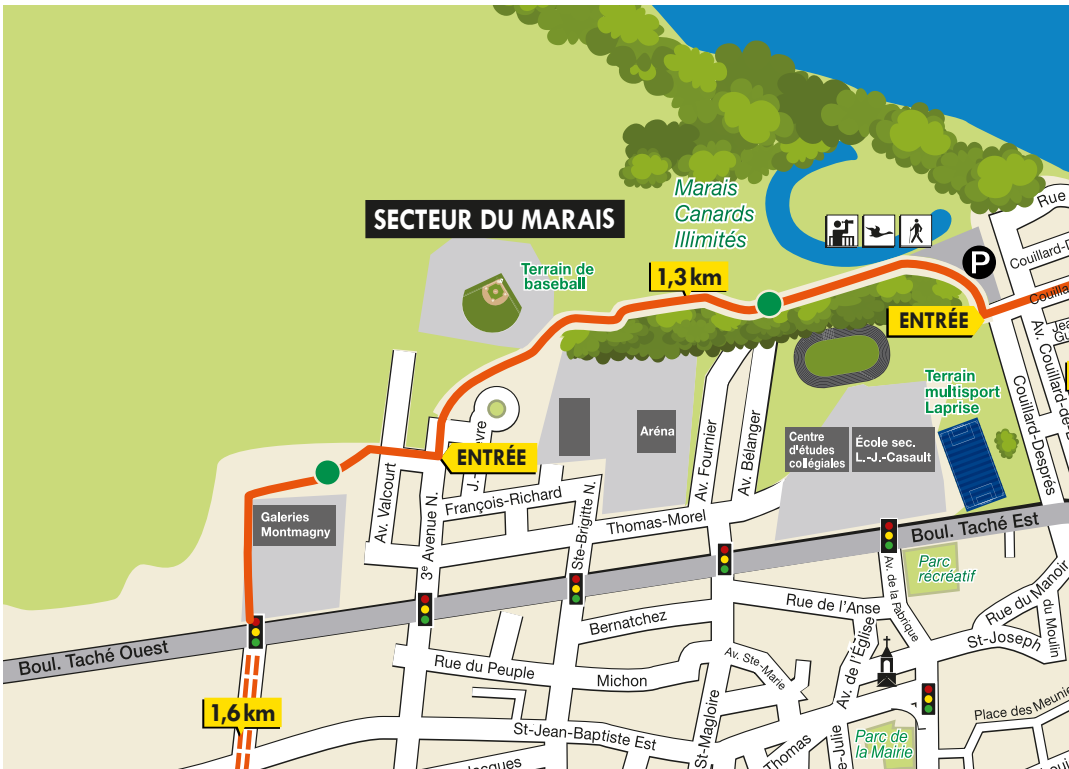 Marais
Canards
Illimités
SECTEUR DU MARAIS
Rue
P
Couillard-D
Terrain de
baseball
1,3 km
Couilla
ENTRÉE
Av. Couillard-de-
Couillard-Després
Terrain
multisport
Laprise
Aréna
Centre
d'études
collégiales
École sec.
L.-J.-Casault
Av. Fournier
Av. Bélanger
ENTRÉE
Av. Valcourt
3e Avenue N.
François-Richard
Ste-Brigitte N.
Thomas-Morel
Galeries
Montmagny
Boul. Taché Est
Parc
récréatif
Av. de la Fabrique
Rue du Manoir
du Moulin
Rue de l'Anse
Bernatchez
St-Joseph
Av. de l'Église
Boul. Taché Ouest
Rue du Peuple
Michon
Av. Ste-Marie
St-Magloire
1,6 km
St-Jean-Baptiste Est
Place des Meunie
Parc de
la Mairie
Thomas
e-Julie
acques